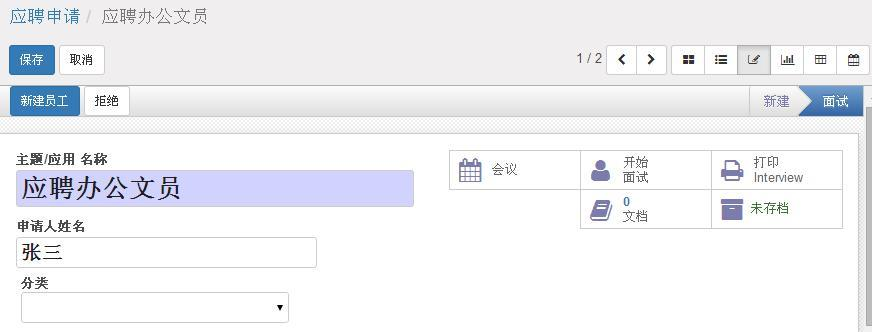 应聘申请 / 应聘办公文员
保存 取消 1 / 2
新建员工 拒绝 新建 面试
主题/应用 名称
应聘办公文员
会议
开始
面试
打印
Interview
0
文档
未存档
申请人姓名
张三
分类